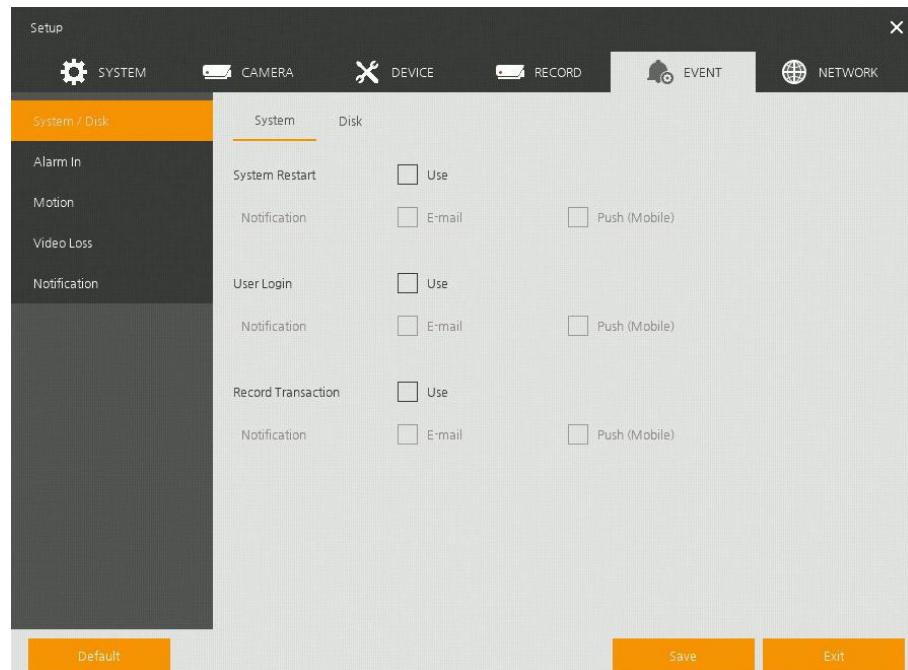 Setup
SYSTEM CAMERA DEVICE RECORD EVENT NETWORK
System / Disk
Alarm In
Motion
Video Loss
Notification
System Disk
System Restart Use
Notification E-mail Push (Mobile)
User Login Use
Notification E-mail Push (Mobile)
Record Transaction Use
Notification E-mail Push (Mobile)
Default Save Exit